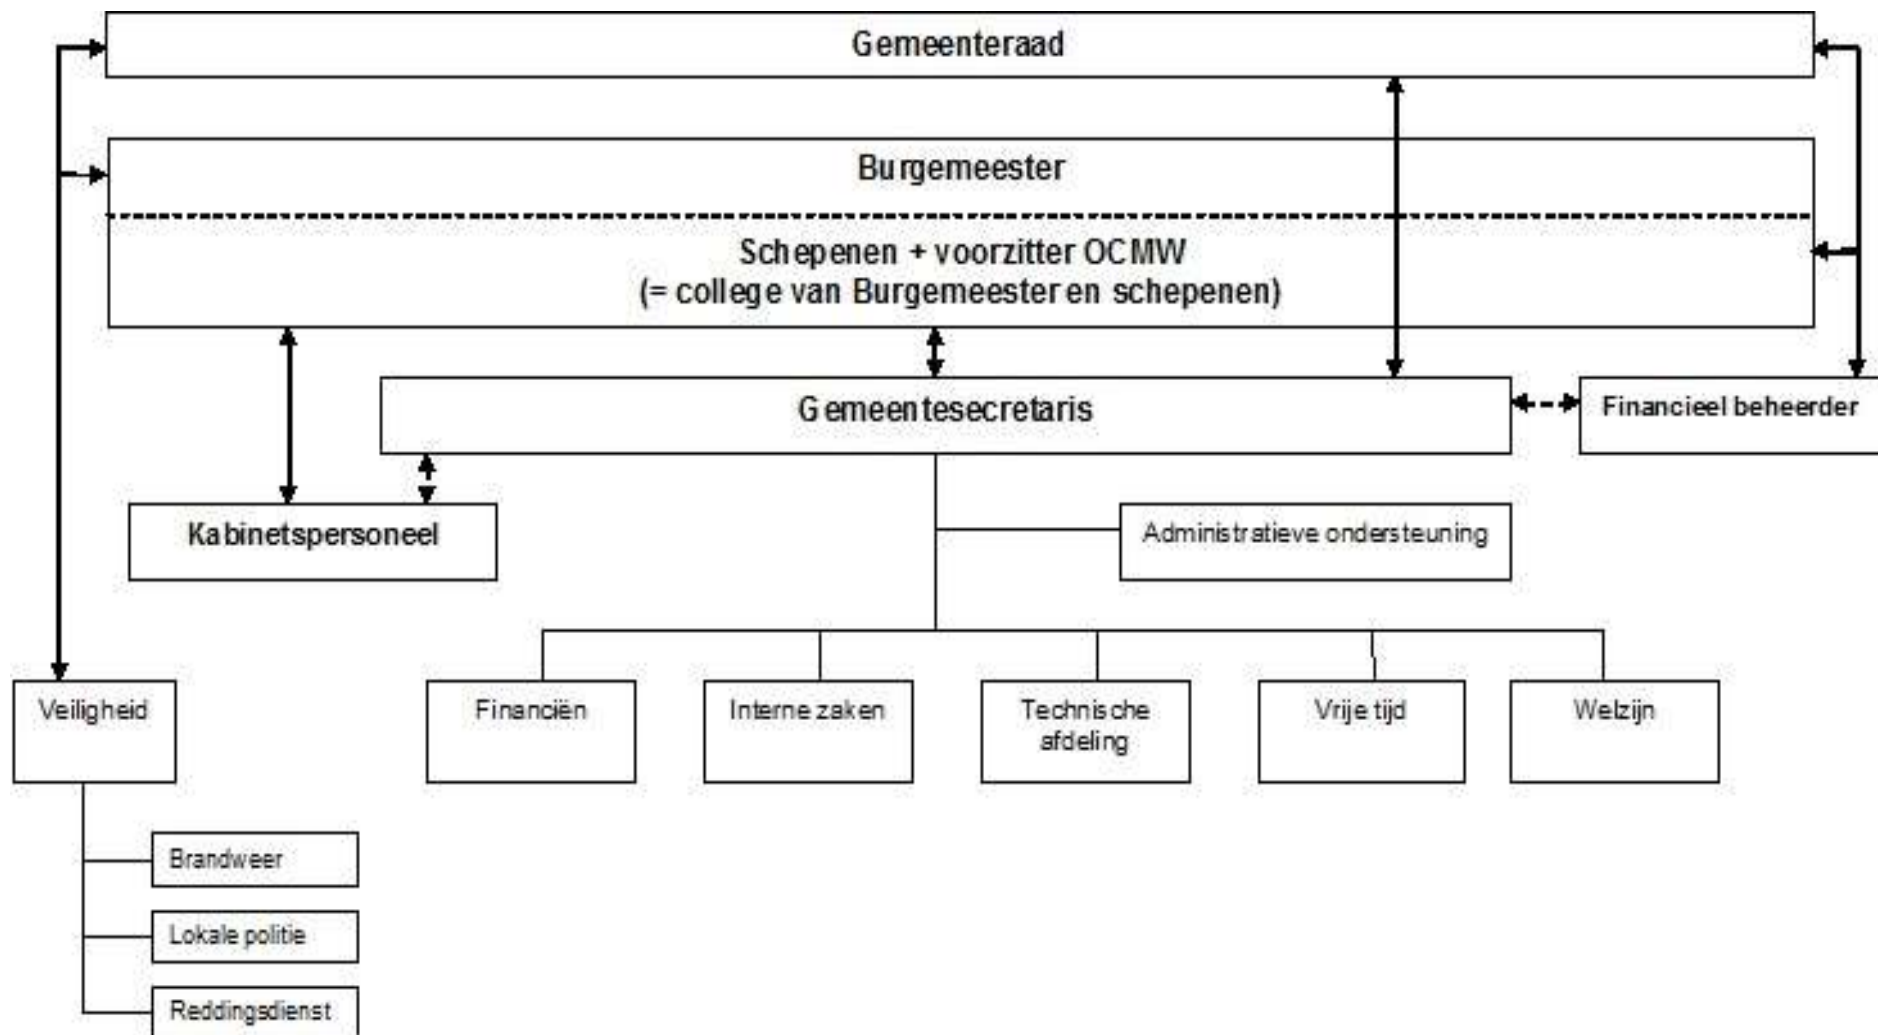 Gemeenteraad
Burgemeester
Schepenen + voorzitter OCMW
(= college van Burgemeester en schepenen)
Gemeentesecretaris
Financieel beheerder
Kabinetspersoneel
Administratieve ondersteuning
Veiligheid
Financiën
Interne zaken
Technische
afdeling
Vrije tijd
Welzijn
Brandweer
Lokale politie
Reddingsdienst